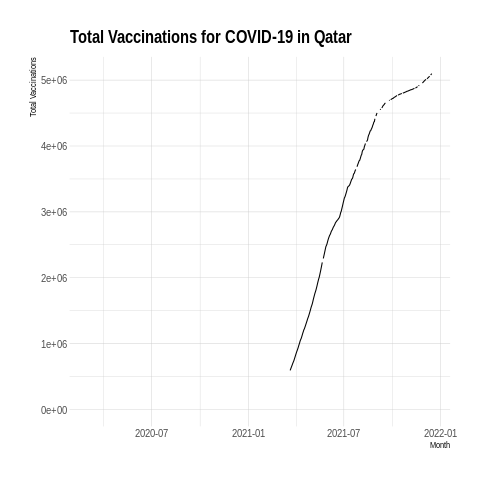 Total Vaccinations for COVID-19 in Qatar
Total Vaccinations
5e+06
4e+06
3e+06
2e+06
1e+06
0e+00
2020-07 2021-01 2021-07 2022-01
Month